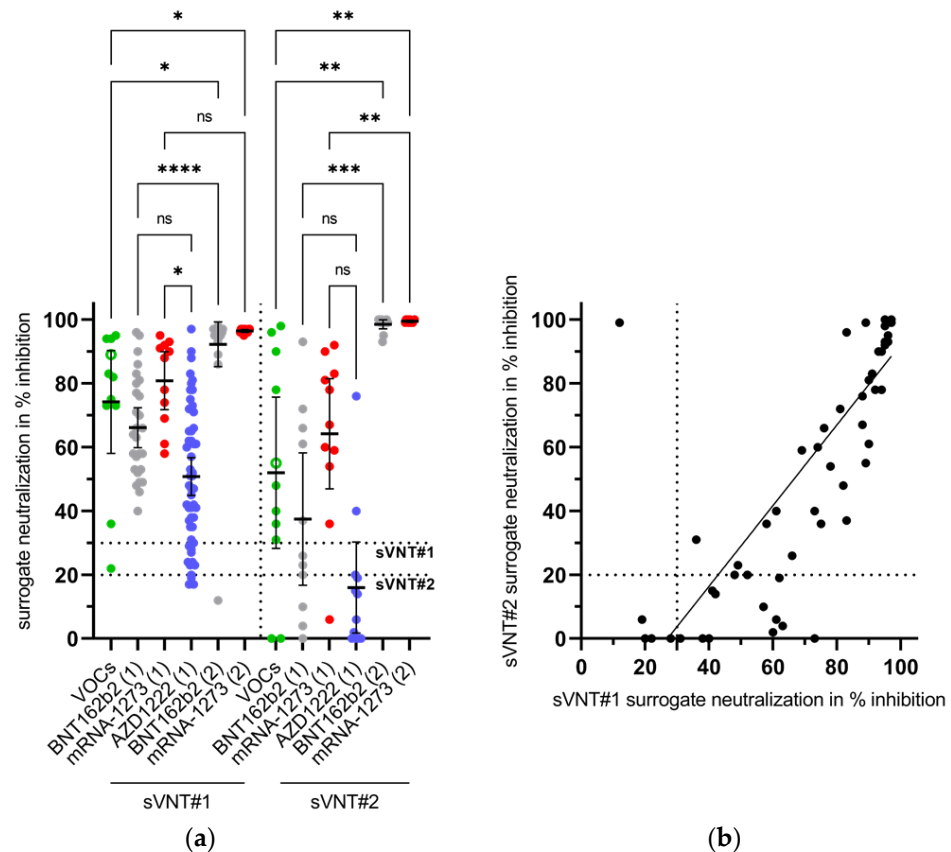 * **
* **
ns **
**** ***
ns ns
* ns
surrogate neutralization in % inhibition
100
80
60
40
20
0
sVNT#1
sVNT#2
VOCs
BNT162b2 (1)
mRNA-1273 (1)
AZD1222 (1)
BNT162b2 (2)
mRNA-1273 (2)
VOCs
BNT162b2 (1)
mRNA-1273 (1)
AZD1222 (1)
BNT162b2 (2)
mRNA-1273 (2)
sVNT#1 sVNT#2
(a)
sVNT#2 surrogate neutralization in % inhibition
100
80
60
40
20
0
0 20 40 60 80 100
sVNT#1 surrogate neutralization in % inhibition
(b)